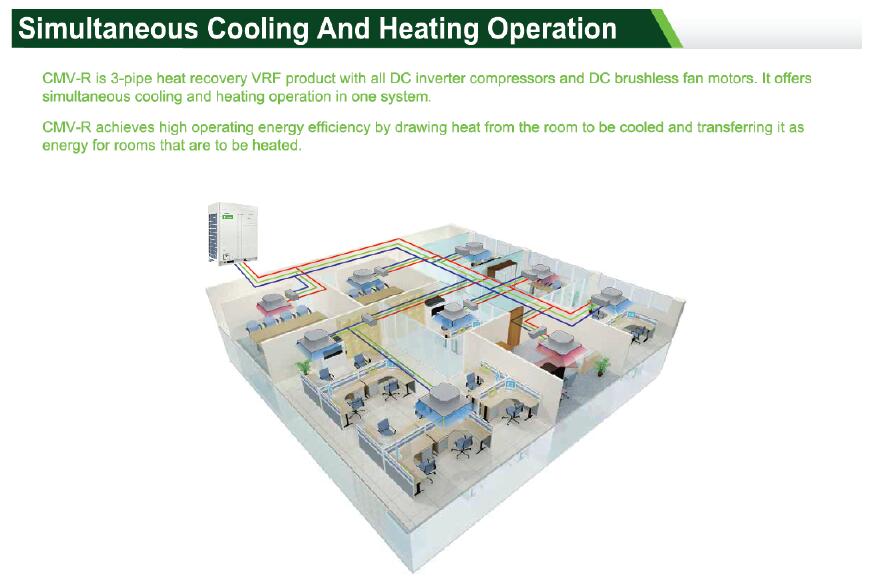 Simultaneous Cooling And Heating Operation
CMV-R is 3-pipe heat recovery VRF product with all DC inverter compressors and DC brushless fan motors. It offers
simultaneous cooling and heating operation in one system.
CMV-R achieves high operating energy efficiency by drawing heat from the room to be cooled and transferring it as
energy for rooms that are to be heated.